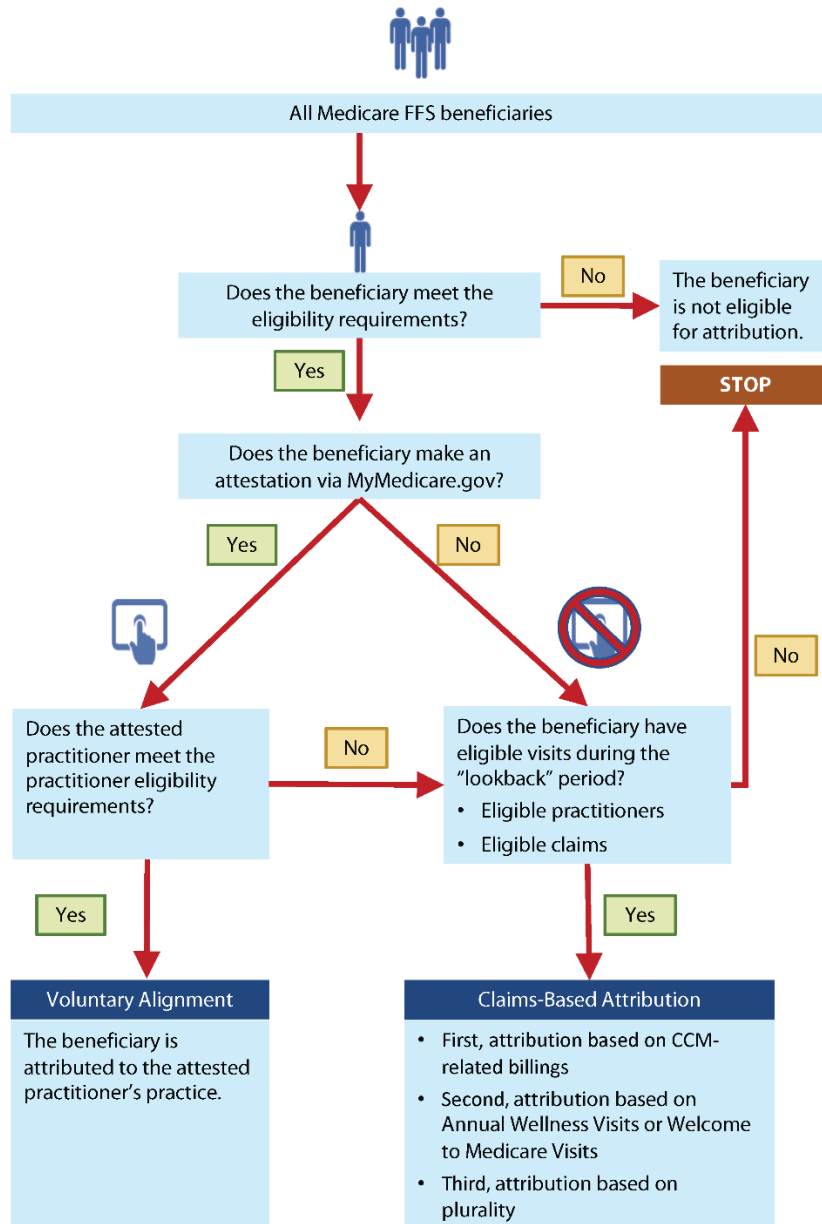 All Medicare FFS beneficiaries
Does the beneficiary meet the
eligibility requirements?
No
The beneficiary
is not eligible
for attribution.
STOP
Yes
Does the beneficiary make an
attestation via MyMedicare.gov?
Yes
No
No
Does the attested
practitioner meet the
practitioner eligibility
requirements?
No
Does the beneficiary have
eligible visits during the
“lookback” period?
• Eligible practitioners
• Eligible claims
Yes
Yes
Voluntary Alignment
The beneficiary is
attributed to the attested
practitioner’s practice.
Claims-Based Attribution
• First, attribution based on CCM-
related billings
• Second, attribution based on
Annual Wellness Visits or Welcome
to Medicare Visits
• Third, attribution based on
plurality